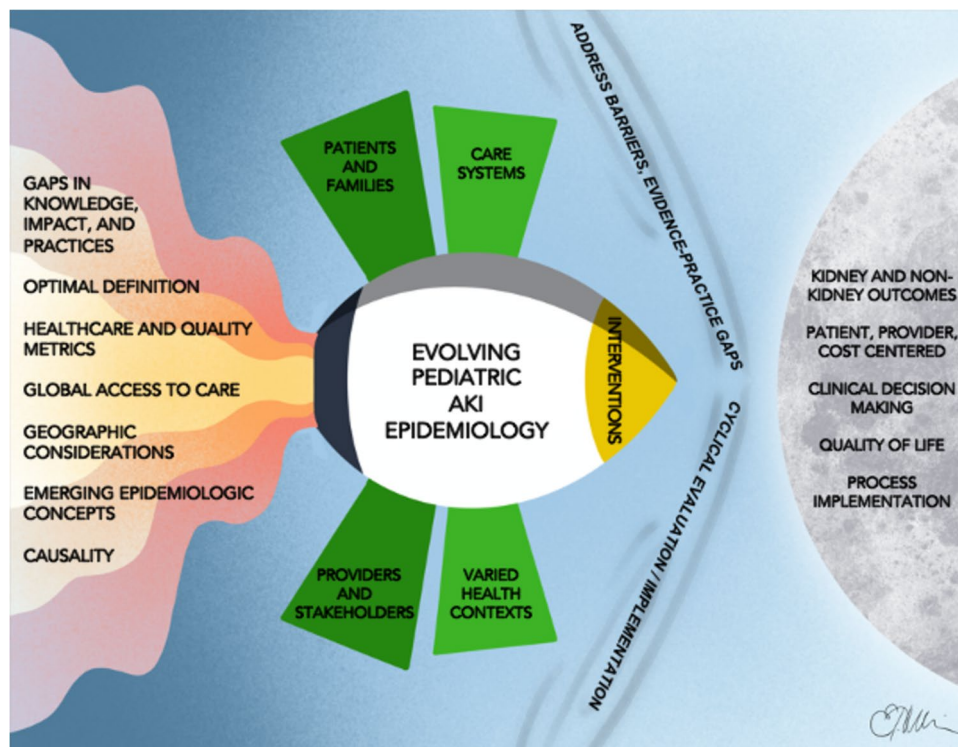 GAPS IN
KNOWLEDGE,
IMPACT, AND
PRACTICES
OPTIMAL DEFINITION
HEALTHCARE AND QUALITY
METRICS
GLOBAL ACCESS TO CARE
GEOGRAPHIC
CONSIDERATIONS
EMERGING EPIDEMIOLOGIC
CONCEPTS
CAUSALITY
PATIENTS
AND
FAMILIES
CARE
SYSTEMS
EVOLVING
PEDIATRIC
AKI
EPIDEMIOLOGY
INTERVENTIONS
PROVIDERS
AND
STAKEHOLDERS
VARIED
HEALTH
CONTEXTS
ADDRESS BARRIERS, EVIDENCE-PRACTICE GAPS
CYCLICAL EVALUATION / IMPLEMENTATION
KIDNEY AND NON-
KIDNEY OUTCOMES
PATIENT, PROVIDER,
COST CENTERED
CLINICAL DECISION
MAKING
QUALITY OF LIFE
PROCESS
IMPLEMENTATION